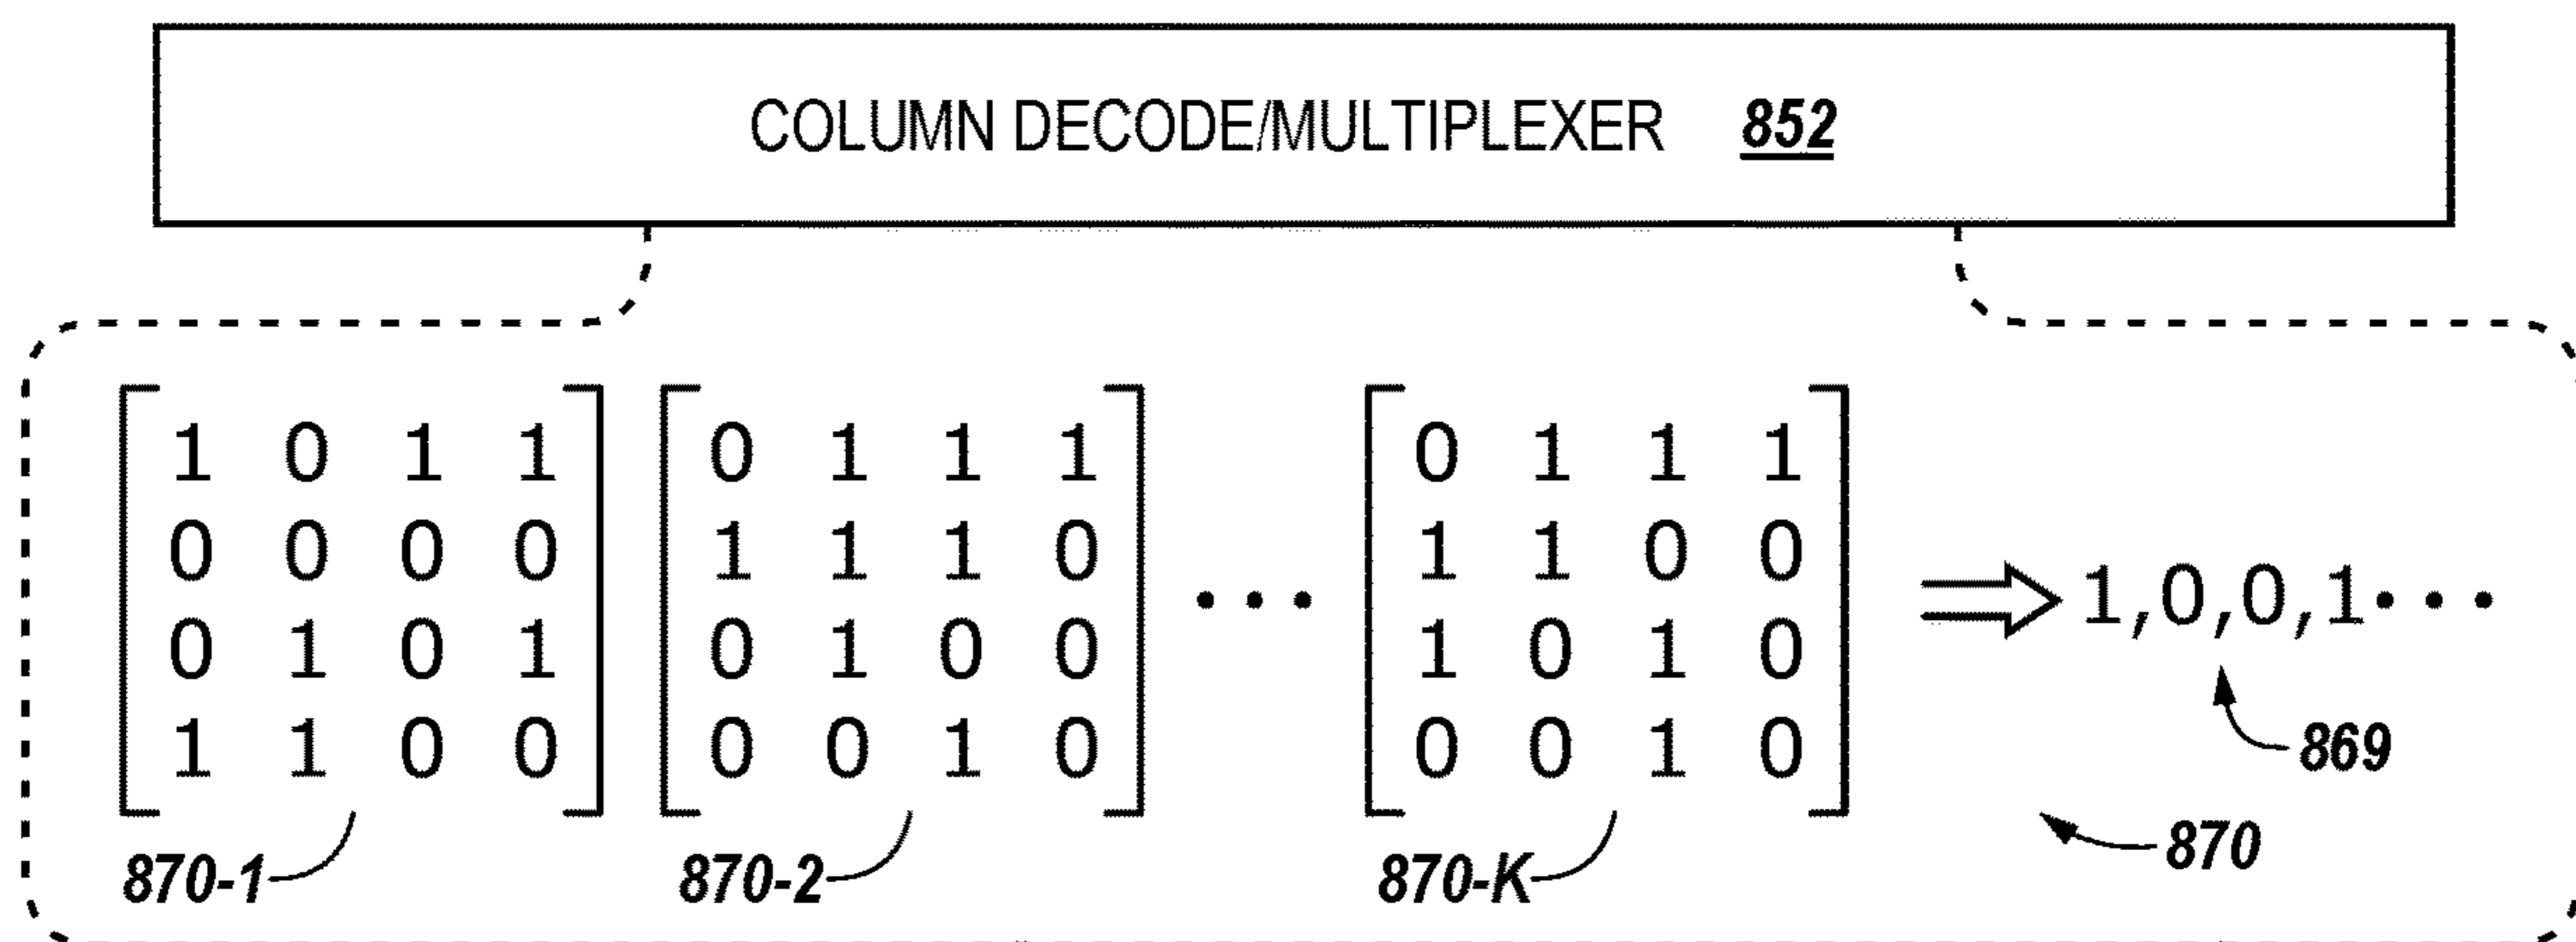 COLUMN DECODE/MULTIPLEXER 852
1 0 1 1 0 1 1 1 0 1 1 1
0 0 0 0 1 1 1 0 • • • 1 1 0 0 ⇒ 1,0,0,1• • •
0 1 0 1 0 1 0 0 1 0 1 0
1 1 0 0 0 0 1 0 0 0 1 0
869
870-1 870-2 870-K 870